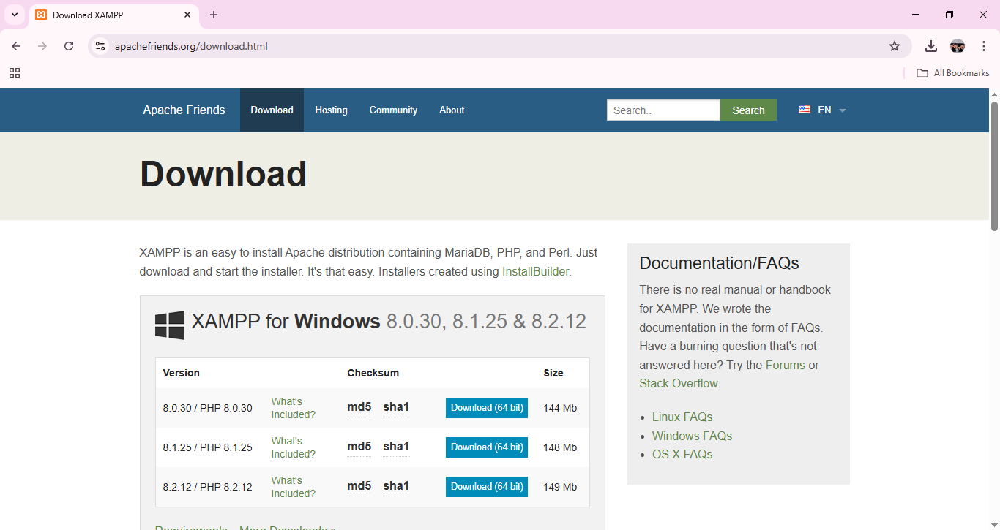 Download XAMPP
apachefriends.org/download.html
All Bookmarks
Apache Friends Download Hosting Community About Search.. Search EN
Download
XAMPP is an easy to install Apache distribution containing MariaDB, PHP, and Perl. Just
download and start the installer. It's that easy. Installers created using InstallBuilder.
XAMPP for Windows 8.0.30, 8.1.25 & 8.2.12
Version Checksum Size
8.0.30 / PHP 8.0.30 What's
Included? md5 sha1 Download (64 bit) 144 Mb
8.1.25 / PHP 8.1.25 What's
Included? md5 sha1 Download (64 bit) 148 Mb
8.2.12 / PHP 8.2.12 What's
Included? md5 sha1 Download (64 bit) 149 Mb
Requirements More Downloads »
Documentation/FAQs
There is no real manual or handbook
for XAMPP. We wrote the
documentation in the form of FAQs.
Have a burning question that's not
answered here? Try the Forums or
Stack Overflow.
Linux FAQs
Windows FAQs
OS X FAQs